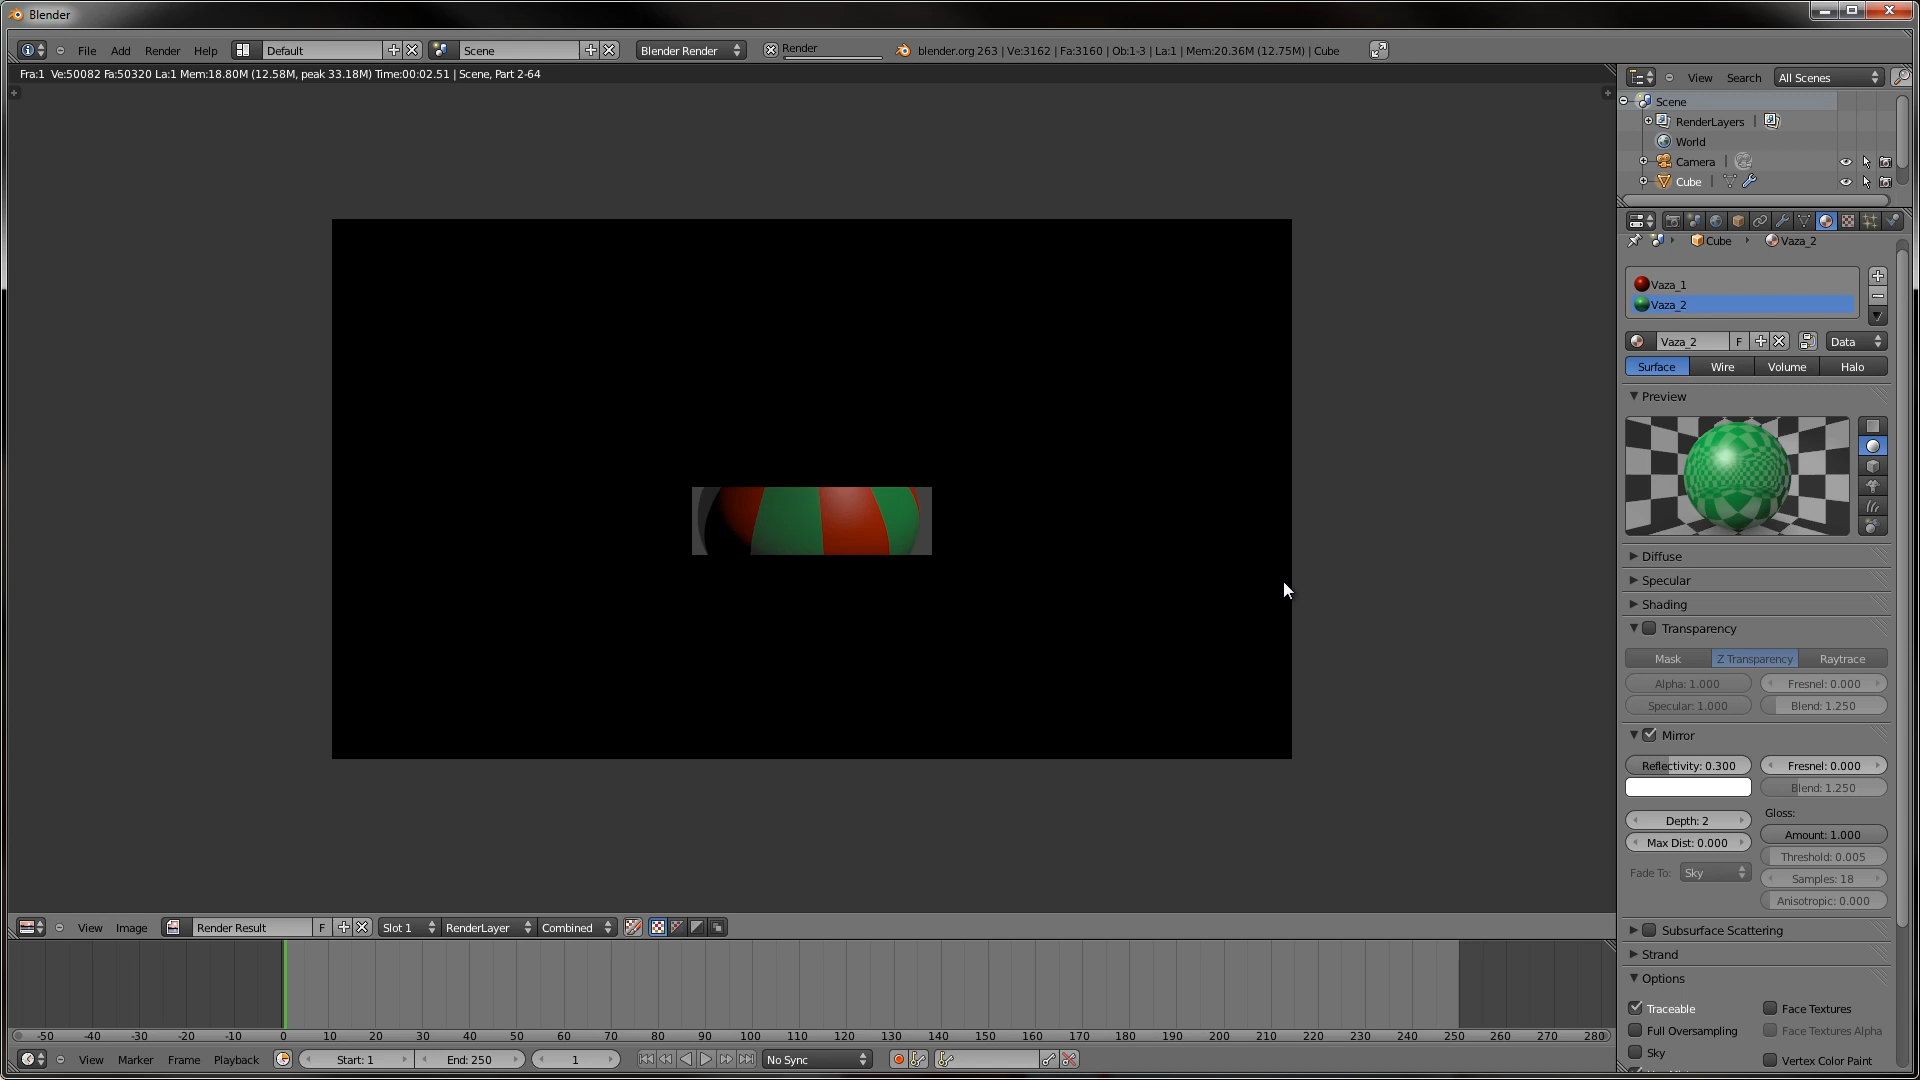 Blender
File Add Render Help Default Scene Blender Render Render blender.org 263 | Ve:3162 | Fa:3160 | Ob:1-3 | La:1 | Mem:20.36M (12.75M) | Cube
Fra:1 Ve:50082 Fa:50320 La:1 Mem:18.80M (12.58M, peak 33.18M) Time:00:02.51 | Scene, Part 2-64
View Search All Scenes
Scene
RenderLayers |
World
Camera |
Cube |
Cube Vaza_2
Vaza_1
Vaza_2
Vaza_2 F Data
Surface Wire Volume Halo
Preview
Diffuse
Specular
Shading
Transparency
Mask Z Transparency Raytrace
Alpha: 1.000 Fresnel: 0.000
Specular: 1.000 Blend: 1.250
Mirror
Reflectivity: 0.300 Fresnel: 0.000
Blend: 1.250
Gloss:
Depth: 2 Amount: 1.000
Max Dist: 0.000 Threshold: 0.005
Fade To: Sky Samples: 18
Anisotropic: 0.000
Subsurface Scattering
Strand
Options
Traceable Face Textures
Full Oversampling Face Textures Alpha
Sky Vertex Color Paint
View Image Render Result F Slot 1 RenderLayer Combined
-50 -40 -30 -20 -10 0 10 20 30 40 50 60 70 80 90 100 110 120 130 140 150 160 170 180 190 200 210 220 230 240 250 260 270 280
View Marker Frame Playback Start: 1 End: 250 1 No Sync